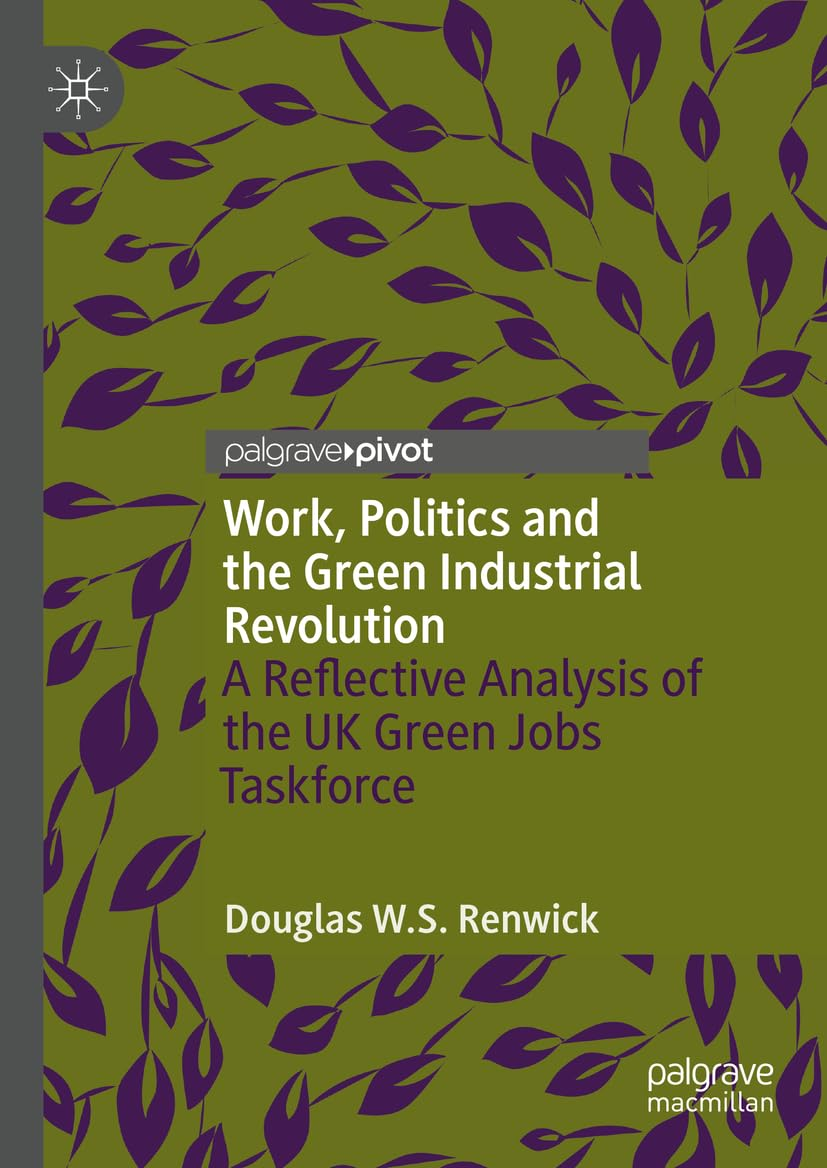 palgrave pivot
Work, Politics and
the Green Industrial
Revolution
A Reflective Analysis of
the UK Green Jobs
Taskforce
Douglas W.S. Renwick
palgrave
macmillan